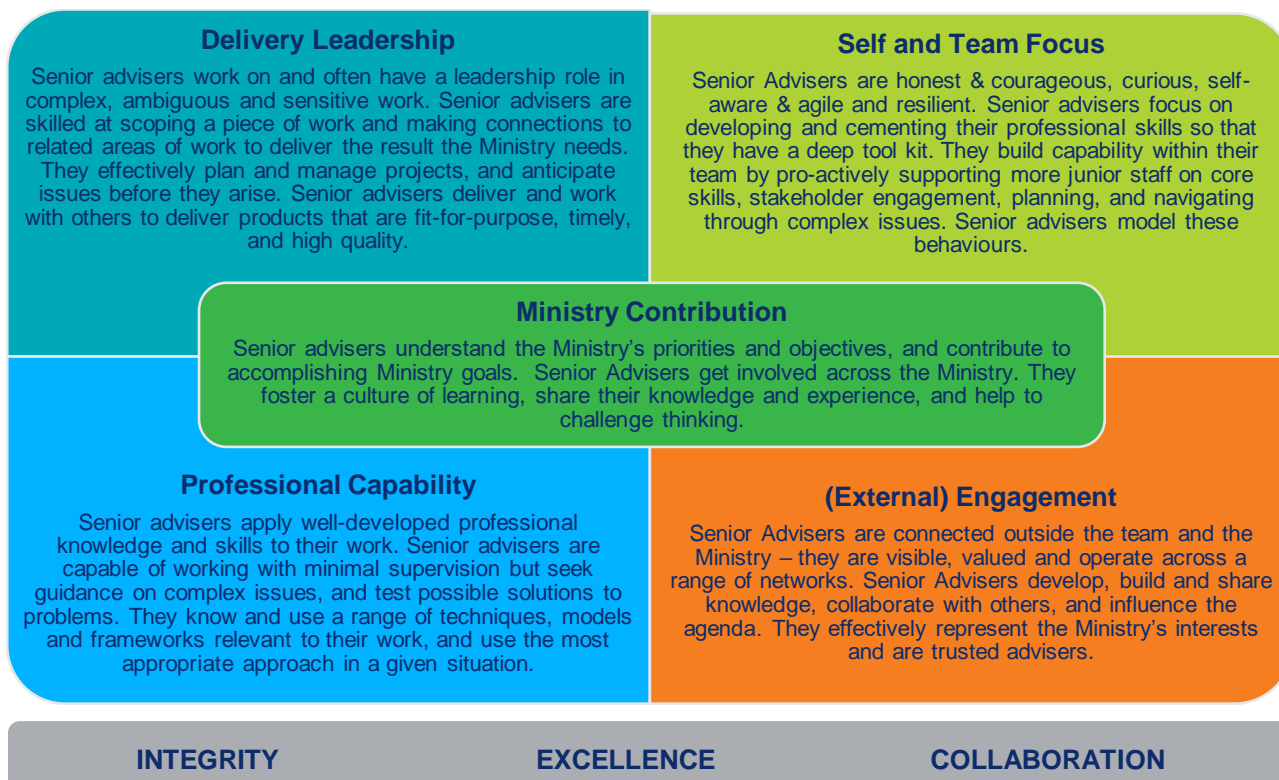 Delivery Leadership
Senior advisers work on and often have a leadership role in
complex, ambiguous and sensitive work. Senior advisers are
skilled at scoping a piece of work and making connections to
related areas of work to deliver the result the Ministry needs.
They effectively plan and manage projects, and anticipate
issues before they arise. Senior advisers deliver and work
with others to deliver products that are fit-for-purpose, timely,
and high quality.
Self and Team Focus
Senior Advisers are honest & courageous, curious, self-
aware & agile and resilient. Senior advisers focus on
developing and cementing their professional skills so that
they have a deep tool kit. They build capability within their
team by pro-actively supporting more junior staff on core
skills, stakeholder engagement, planning, and navigating
through complex issues. Senior advisers model these
behaviours.
Ministry Contribution
Senior advisers understand the Ministry's priorities and objectives, and contribute to
accomplishing Ministry goals. Senior Advisers get involved across the Ministry. They
foster a culture of learning, share their knowledge and experience, and help to
challenge thinking.
Professional Capability
Senior advisers apply well-developed professional
knowledge and skills to their work. Senior advisers are
capable of working with minimal supervision but seek
guidance on complex issues, and test possible solutions to
problems. They know and use a range of techniques, models
and frameworks relevant to their work, and use the most
appropriate approach in a given situation.
(External) Engagement
Senior Advisers are connected outside the team and the
Ministry – they are visible, valued and operate across a
range of networks. Senior Advisers develop, build and share
knowledge, collaborate with others, and influence the
agenda. They effectively represent the Ministry's interests
and are trusted advisers.
INTEGRITY EXCELLENCE COLLABORATION